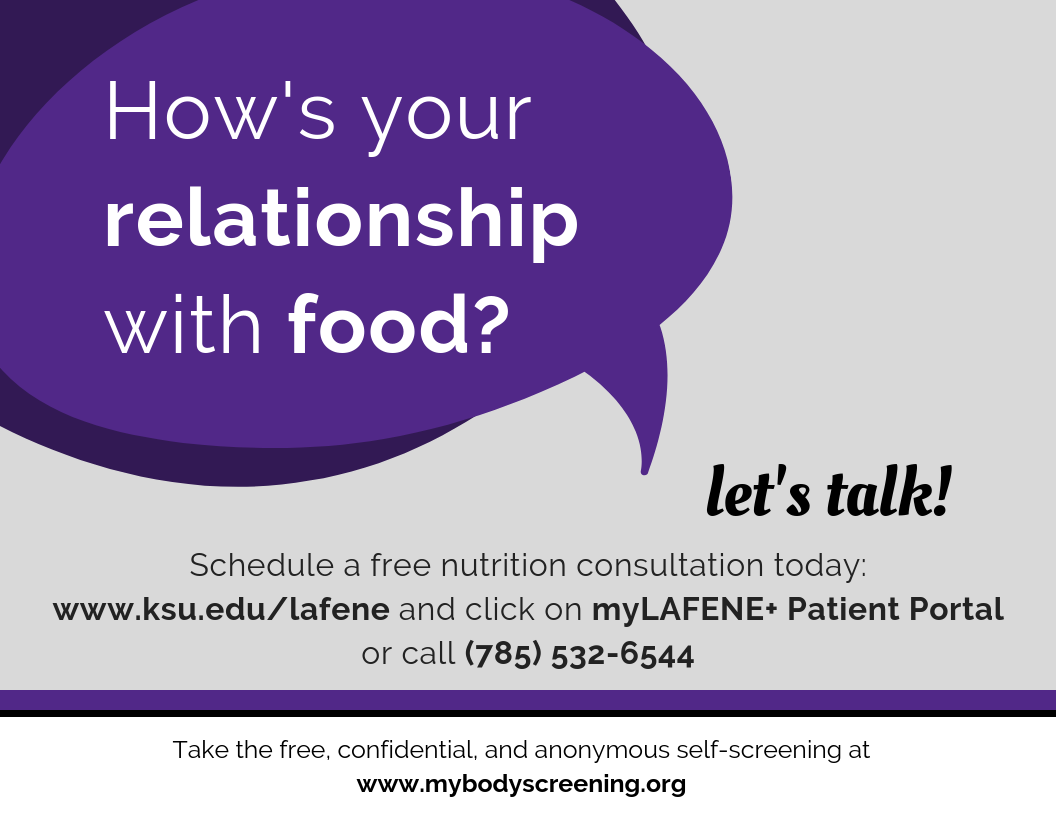 How's your
relationship
with food?
let's talk!
Schedule a free nutrition consultation today:
www.ksu.edu/lafene and click on myLAFENE+ Patient Portal
or call (785) 532-6544
Take the free, confidential, and anonymous self-screening at
www.mybodyscreening.org